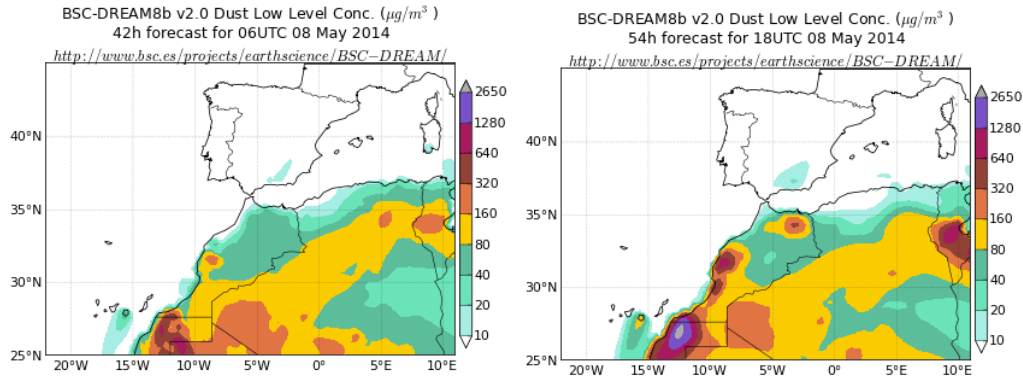 BSC-DREAM8b v2.0 Dust Low Level Conc. (μg/m³ )
42h forecast for 06UTC 08 May 2014
http://www.bsc.es/projects/earthscience/BSC−DREAM/
40°N
35°N
30°N
25°N
20°W
15°W
10°W
5°W
0°E
5°E
10°E
2650
1280
640
320
160
80
40
20
10
BSC-DREAM8b v2.0 Dust Low Level Conc. (μg/m³ )
54h forecast for 18UTC 08 May 2014
http://www.bsc.es/projects/earthscience/BSC−DREAM/
40°N
35°N
30°N
25°N
20°W
15°W
10°W
5°W
0°E
5°E
10°E
2650
1280
640
320
160
80
40
20
10